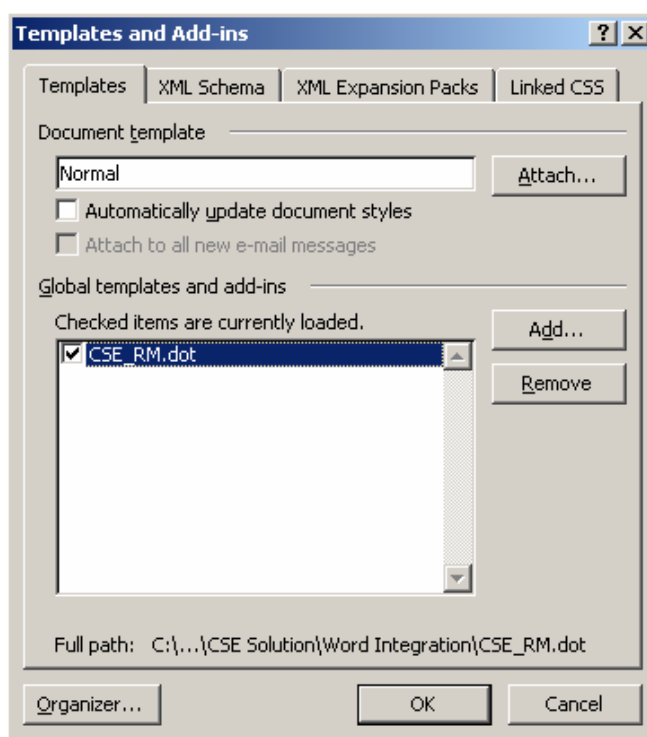 Templates and Add-ins
Templates XML Schema XML Expansion Packs Linked CSS
Document template
Normal Attach...
Automatically update document styles
Attach to all new e-mail messages
Global templates and add-ins
Checked items are currently loaded. Add...
CSE_RM.dot
Remove
Full path: C:\...\CSE Solution\Word Integration\CSE_RM.dot
Organizer... OK Cancel